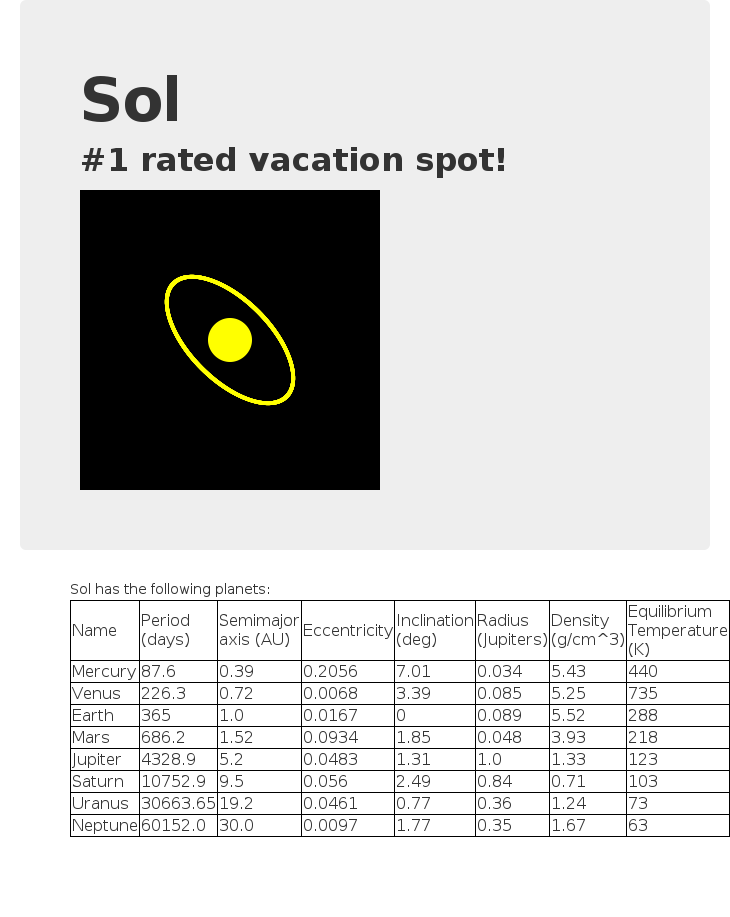 Sol
#1 rated vacation spot!
Sol has the following planets:
Name Period (days) Semimajor axis (AU) Eccentricity Inclination (deg) Radius (Jupiters) Density (g/cm^3) Equilibrium Temperature (K)
Mercury 87.6 0.39 0.2056 7.01 0.034 5.43 440
Venus 226.3 0.72 0.0068 3.39 0.085 5.25 735
Earth 365 1.0 0.0167 0 0.089 5.52 288
Mars 686.2 1.52 0.0934 1.85 0.048 3.93 218
Jupiter 4328.9 5.2 0.0483 1.31 1.0 1.33 123
Saturn 10752.9 9.5 0.056 2.49 0.84 0.71 103
Uranus 30663.65 19.2 0.0461 0.77 0.36 1.24 73
Neptune 60152.0 30.0 0.0097 1.77 0.35 1.67 63